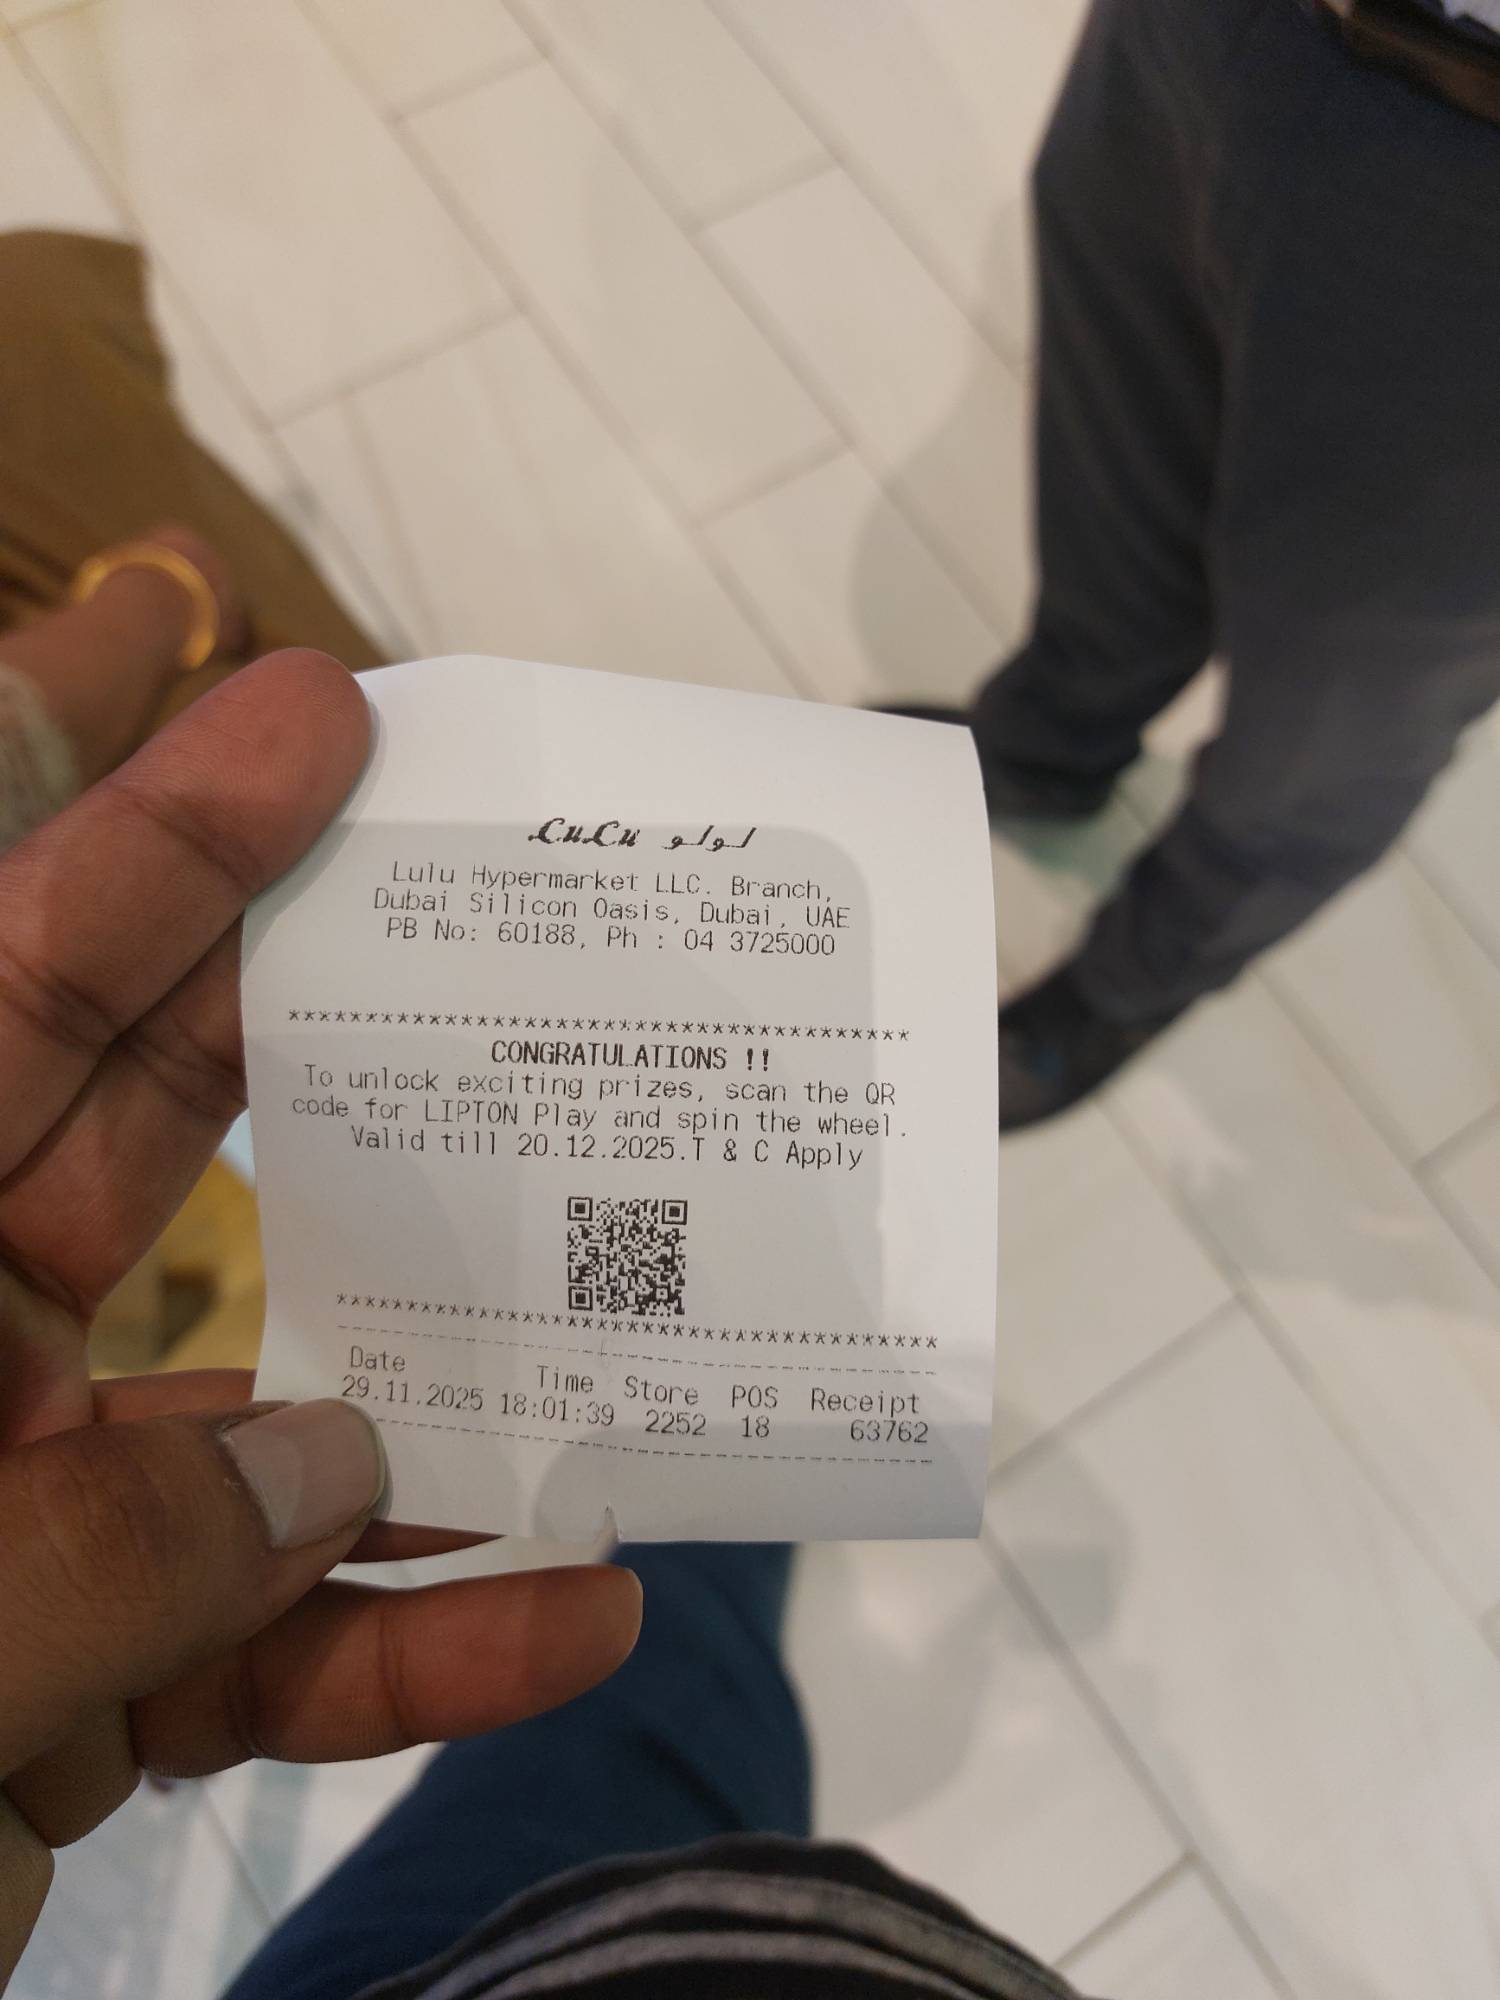 LuLu لولو
Lulu Hypermarket LLC. Branch,
Dubai Silicon Oasis, Dubai, UAE
PB No: 60188, Ph : 04 3725000
****************************************
CONGRATULATIONS !!
To unlock exciting prizes, scan the QR
code for LIPTON Play and spin the wheel.
Valid till 20.12.2025.T & C Apply
****************************************
Date Time Store POS Receipt
29.11.2025 18:01:39 2252 18 63762